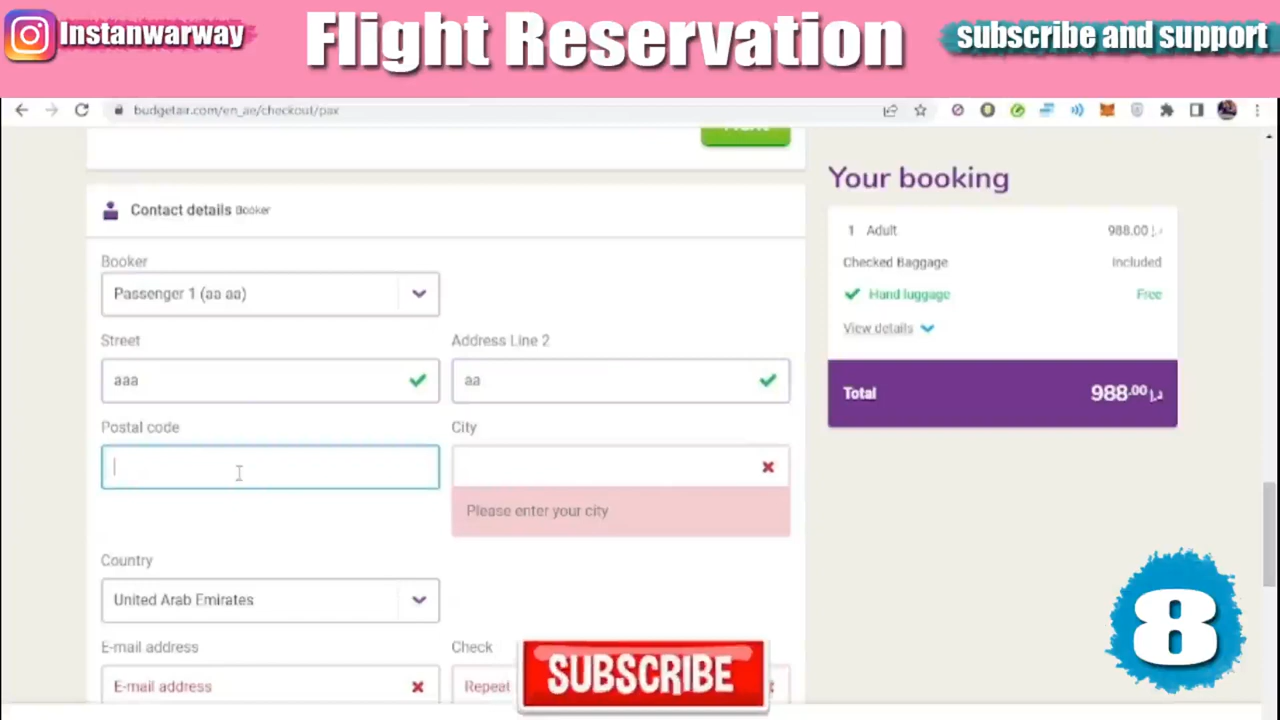 Instanwarway
Flight Reservation
subscribe and support
budgetair.com/en_ae/checkout/pax
Your booking
Contact details Booker
1 Adult
988.00 د.إ
Booker
Checked Baggage
Included
Passenger 1 (aa aa)
Hand luggage
Free
View details
Street
Address Line 2
aaa
aa
Total
988.00 د.إ
Postal code
City
Please enter your city
Country
United Arab Emirates
8
E-mail address
Check
E-mail address
Repeat
SUBSCRIBE